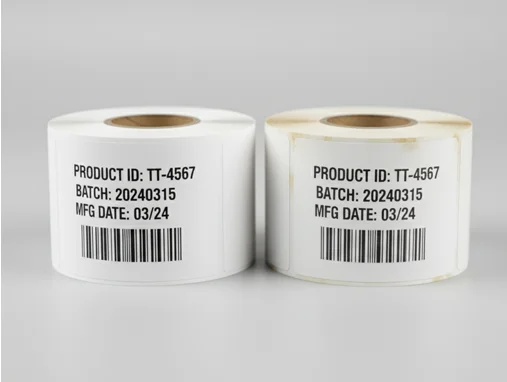 PRODUCT ID: TT-4567
BATCH: 20240315
MFG DATE: 03/24
PRODUCT ID: TT-4567
BATCH: 20240315
MFG DATE: 03/24